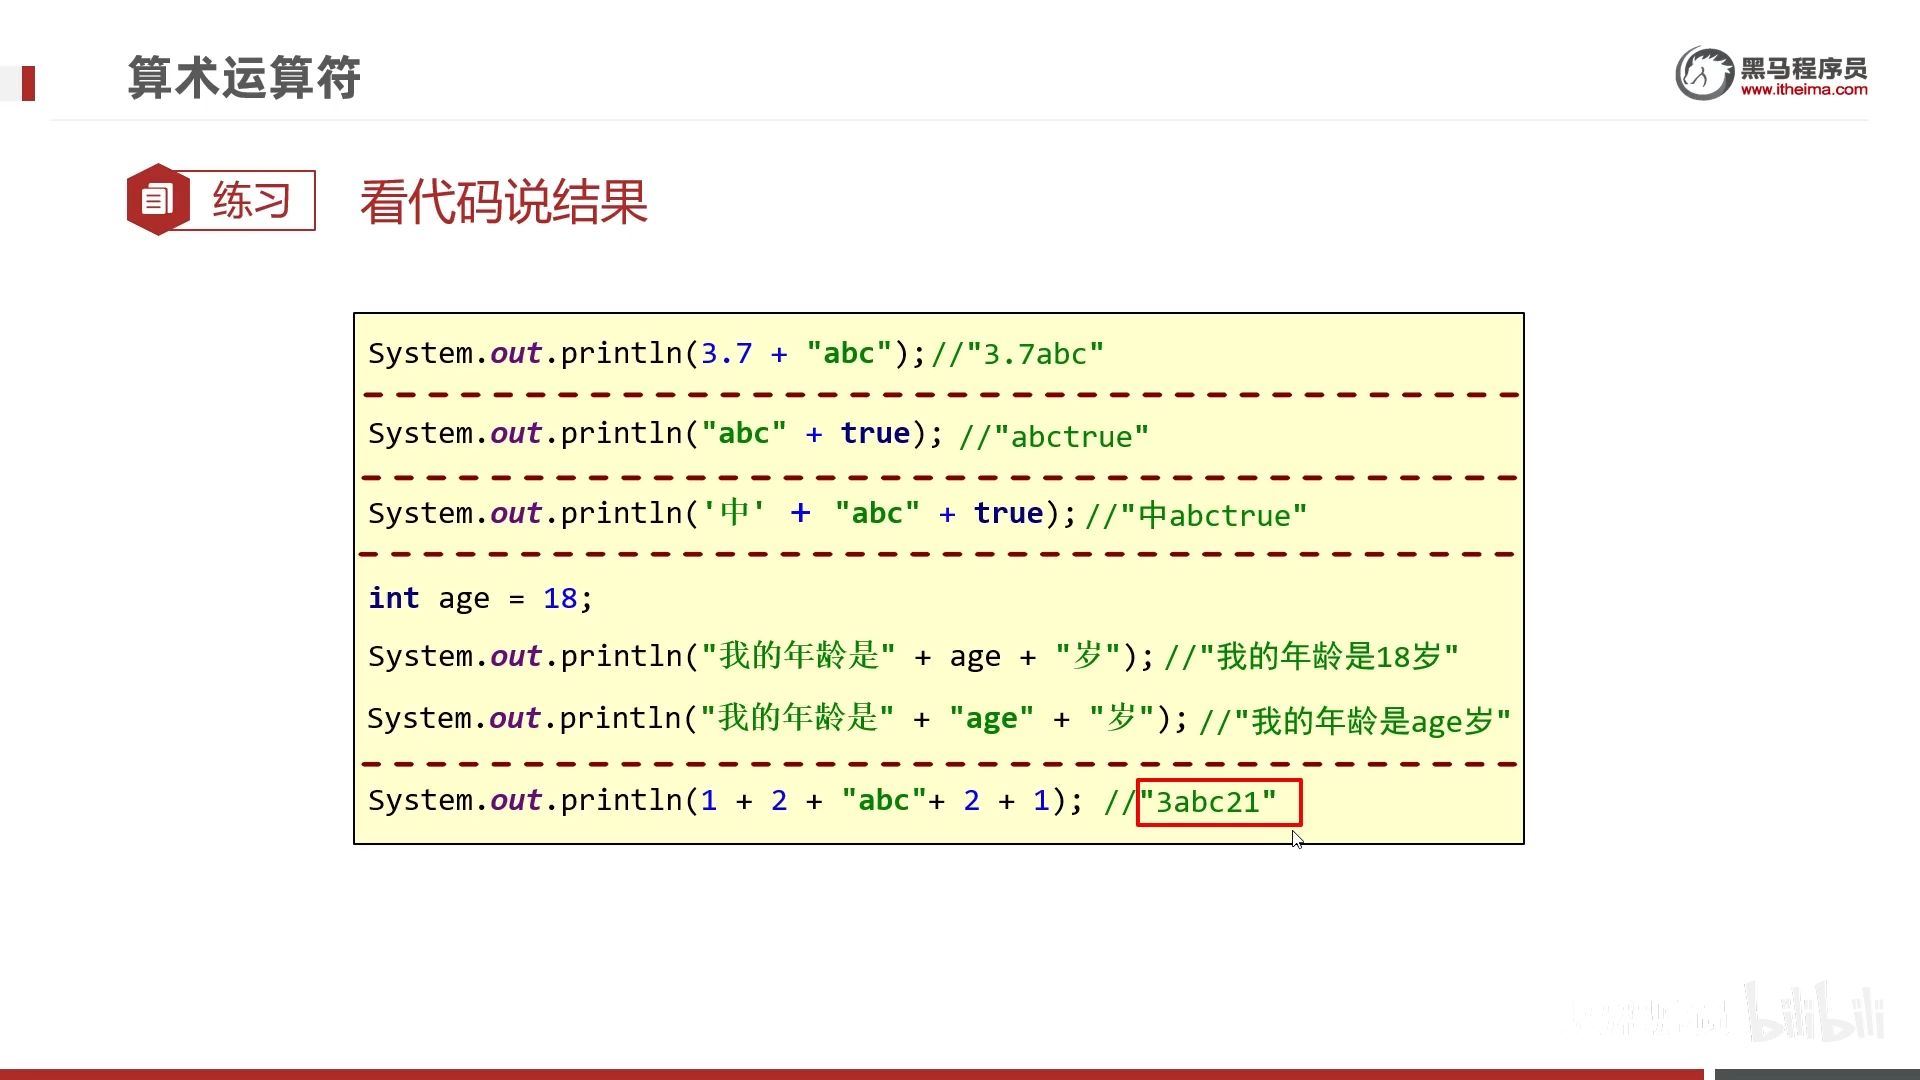 算术运算符
黑马程序员
www.itheima.com
练习
看代码说结果
System.out.println(3.7 + "abc");//"3.7abc"
System.out.println("abc" + true); //"abctrue"
System.out.println('中' + "abc" + true);//"中abctrue"
int age = 18;
System.out.println("我的年龄是" + age + "岁");//"我的年龄是18岁"
System.out.println("我的年龄是" + "age" + "岁"); //"我的年龄是age岁"
System.out.println(1 + 2 + "abc"+ 2 + 1); //"3abc21"
bilibili